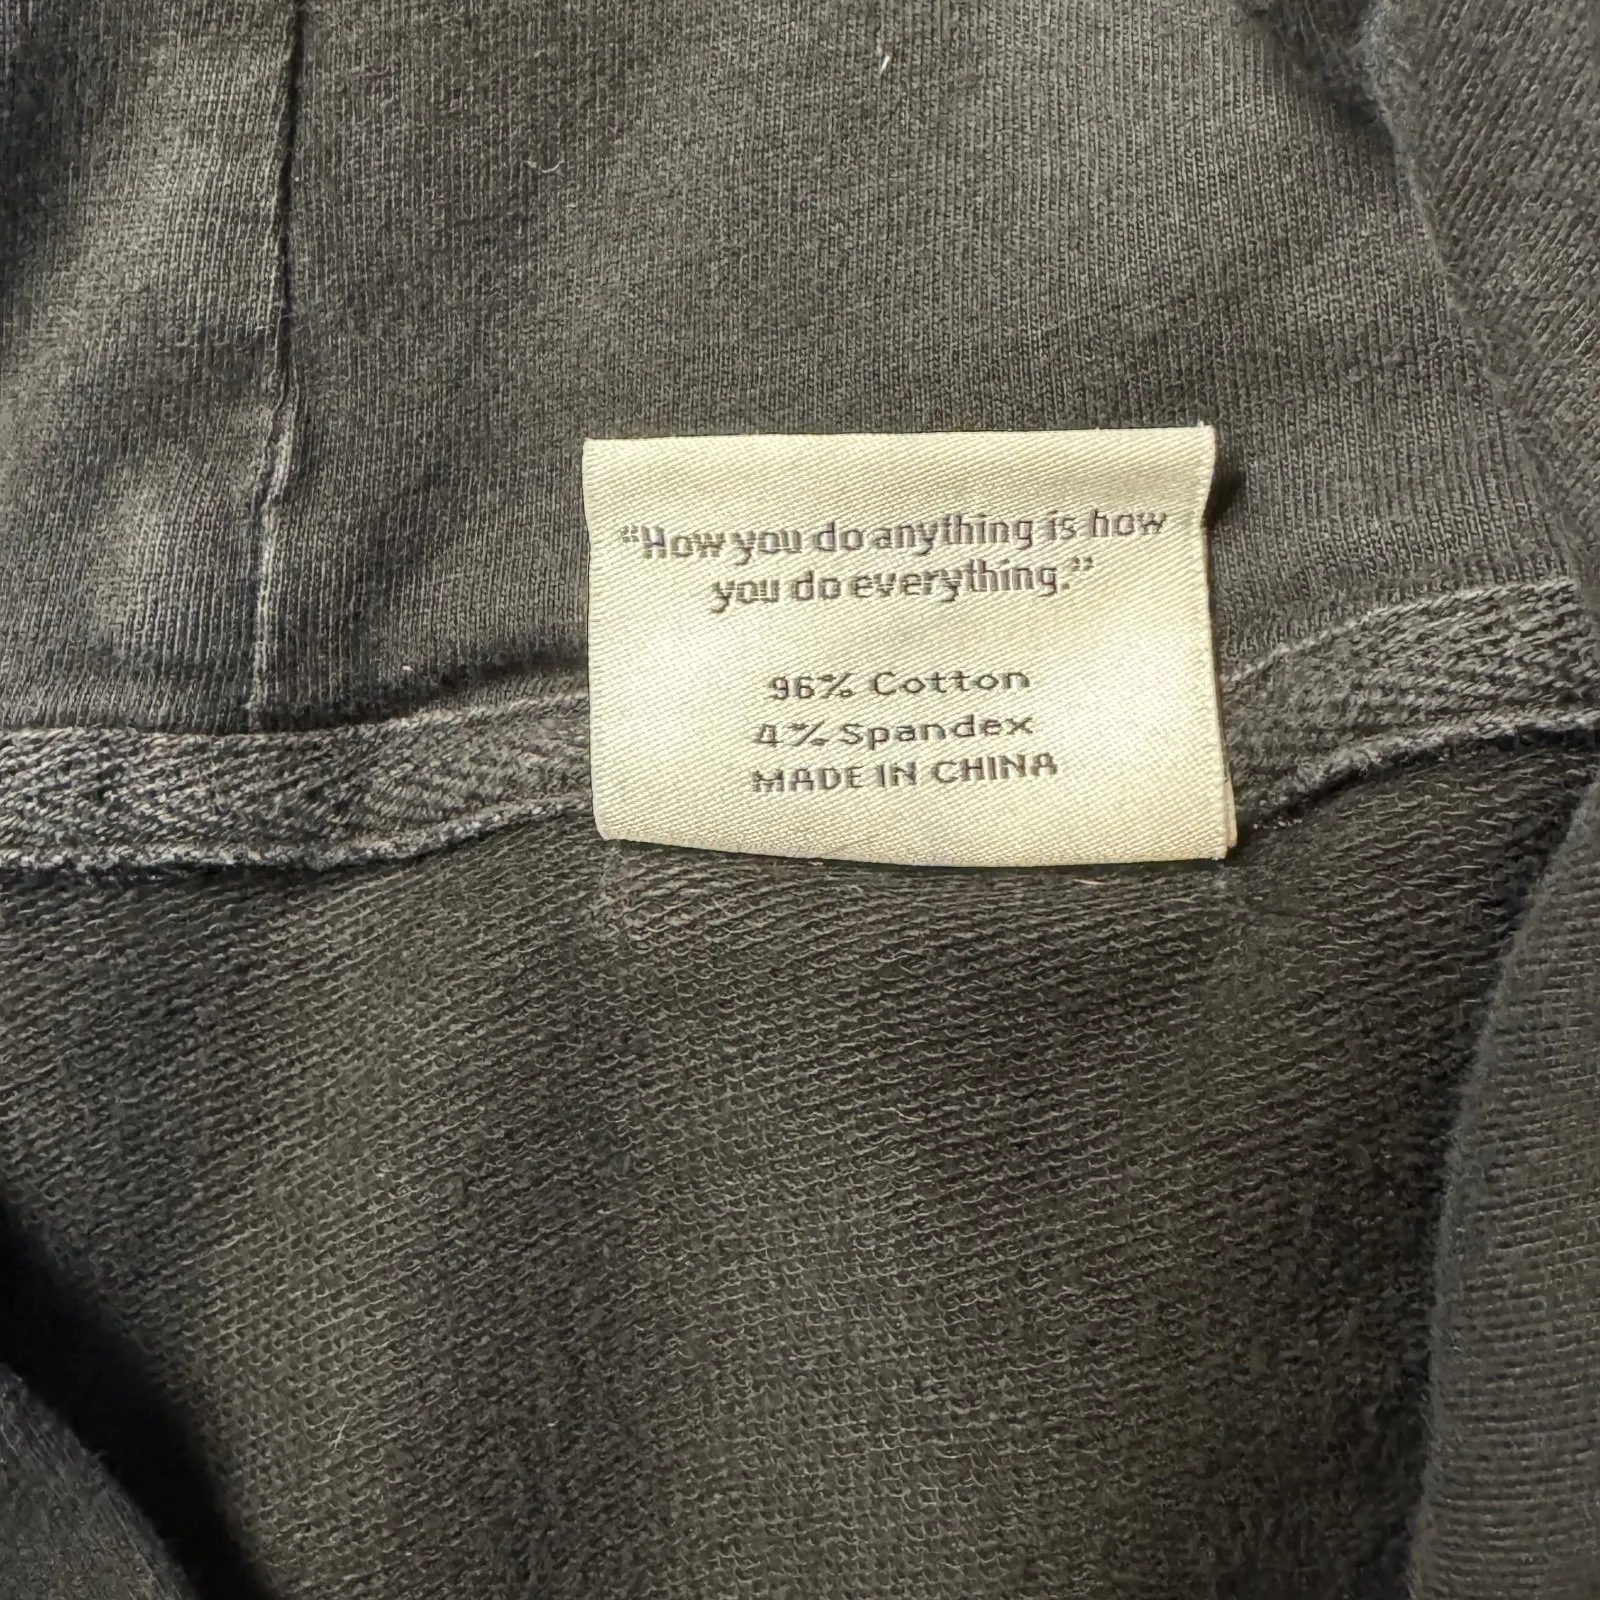 “How you do anything is how
you do everything.”
96% Cotton
4% Spandex
MADE IN CHINA